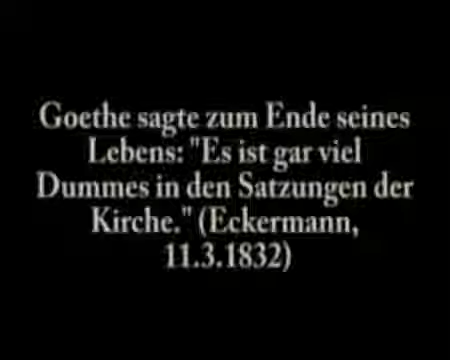 Goethe sagte zum Ende seines
Lebens: "Es ist gar viel
Dummes in den Satzungen der
Kirche." (Eckermann,
11.3.1832)